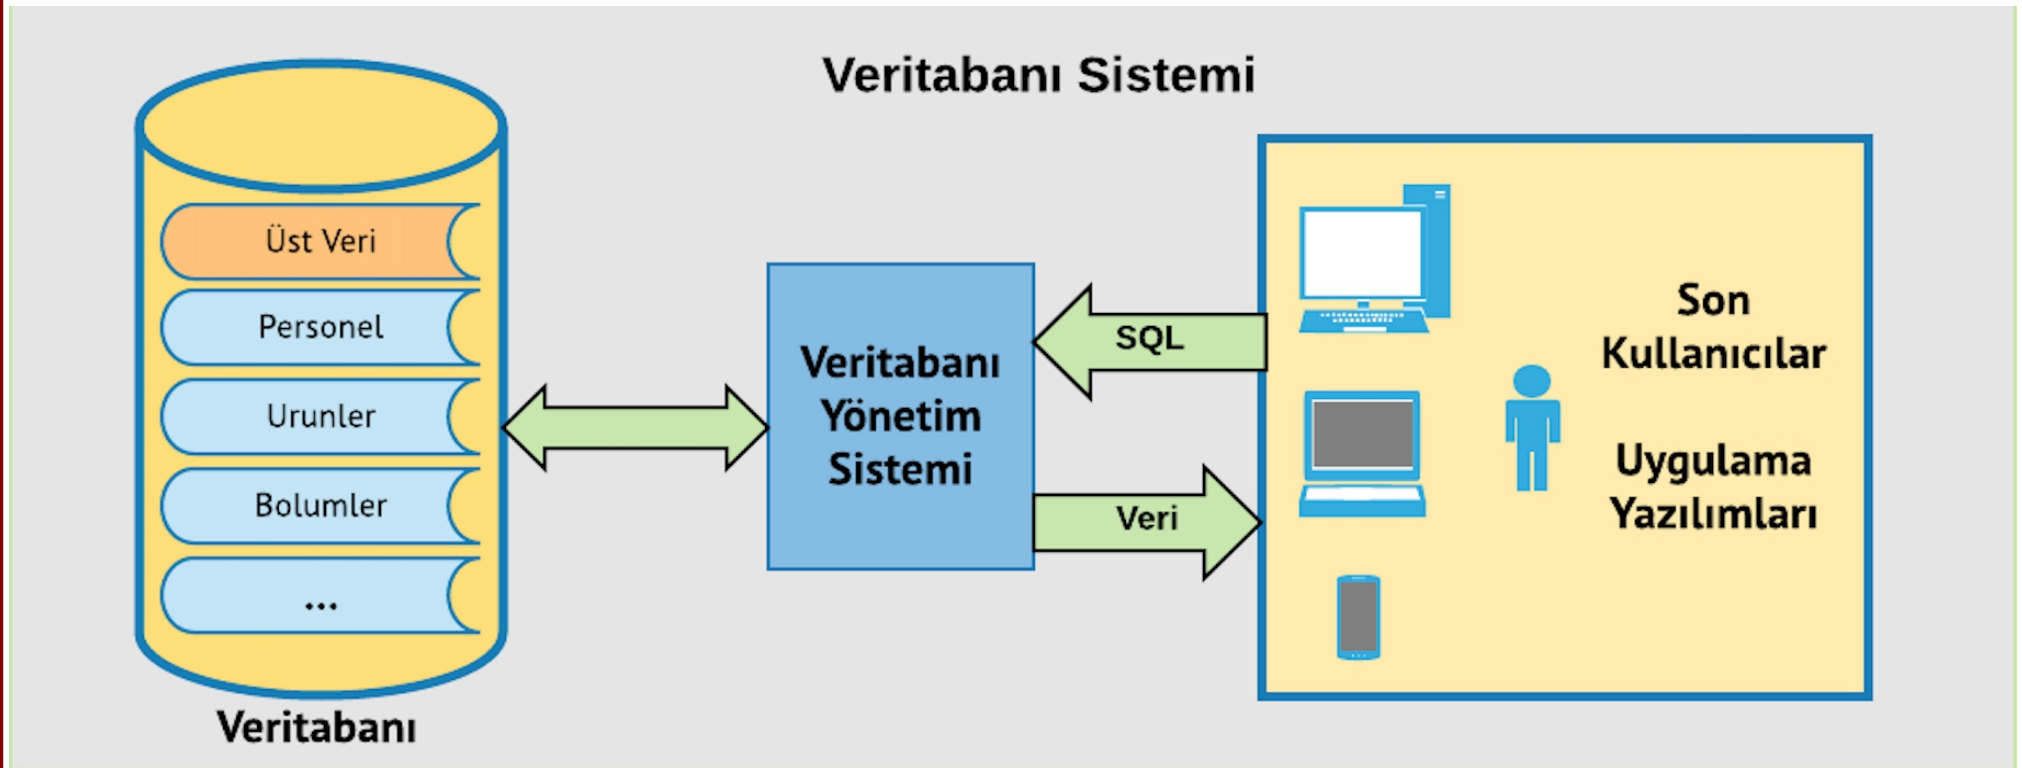 Veritabanı Sistemi
Üst Veri
Personel
Urunler
Bolumler
...
Veritabanı
Veritabanı
Yönetim
Sistemi
SQL
Veri
Son
Kullanıcılar
Uygulama
Yazılımları